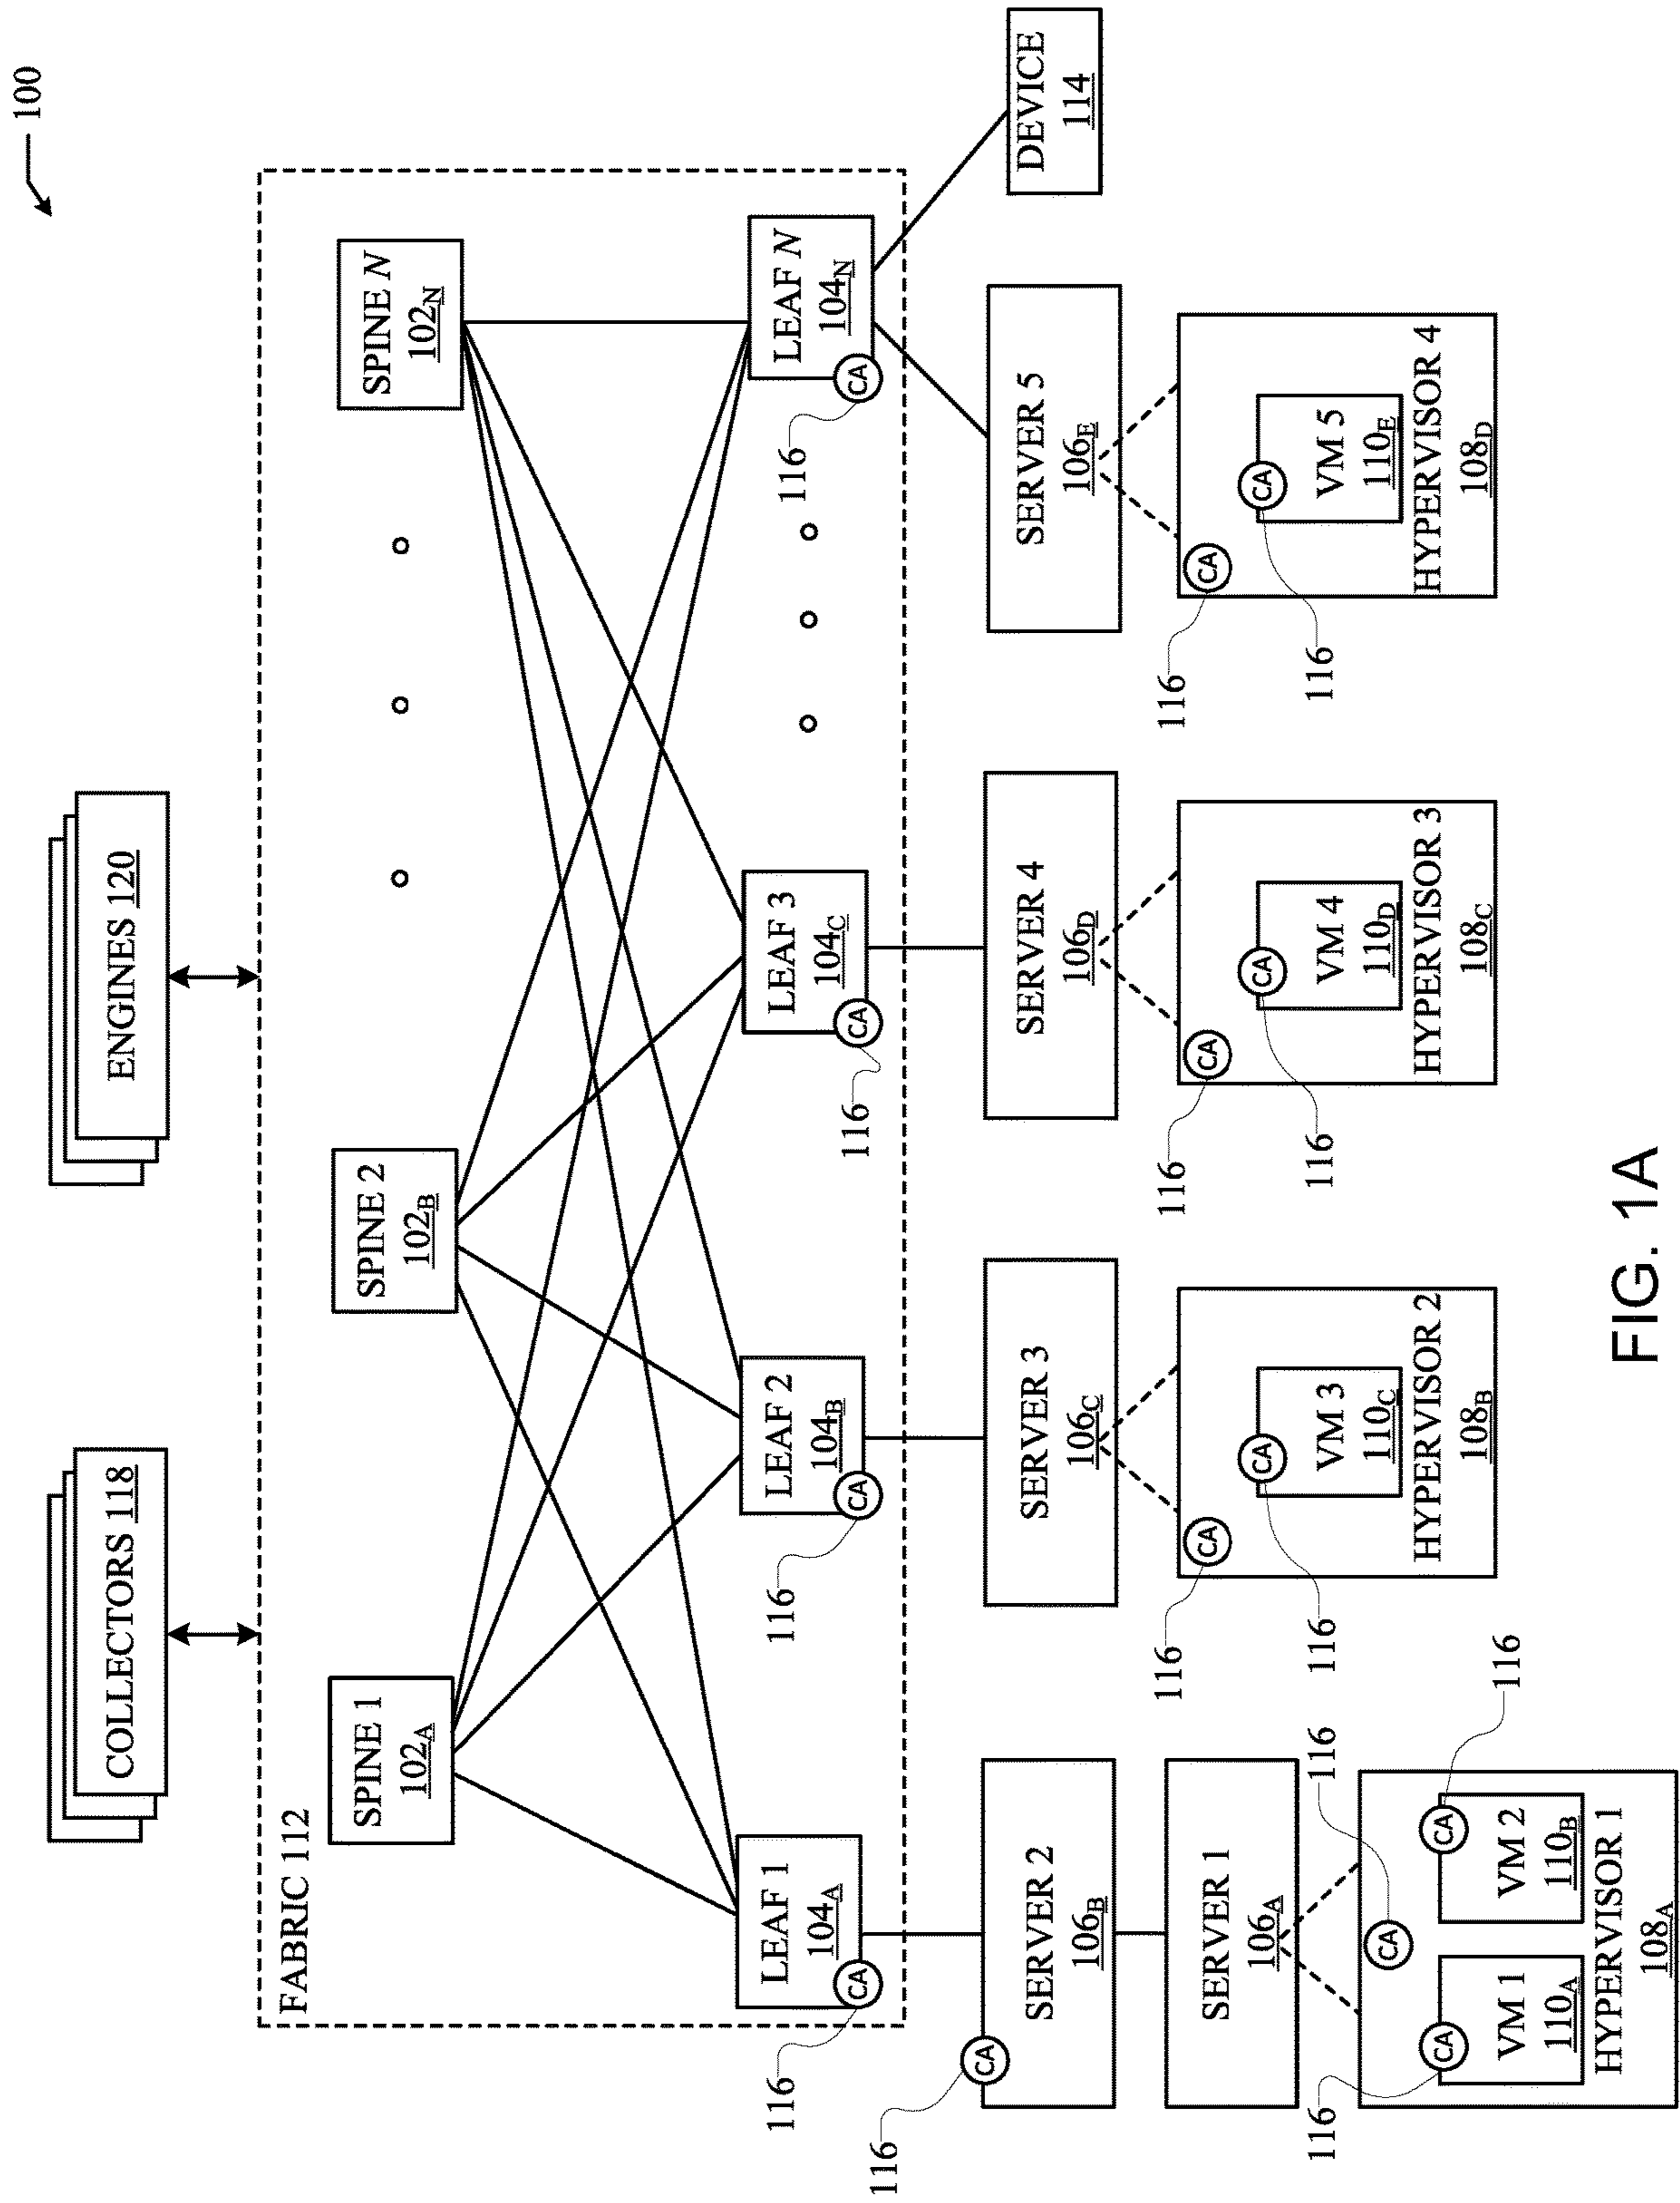 100
COLLECTORS 118
ENGINES 120
FABRIC 112
SPINE 1
102A
SPINE 2
102B
SPINE N
102N
LEAF 1
104A
CA
116
LEAF 2
104B
CA
116
LEAF 3
104C
CA
116
LEAF N
104N
CA
116
SERVER 2
106B
CA
116
SERVER 3
106C
SERVER 4
106D
SERVER 5
106E
DEVICE
114
SERVER 1
106A
CA
116
CA
116
VM 3
110C
HYPERVISOR 2
108B
CA
116
CA
116
VM 4
110D
HYPERVISOR 3
108C
CA
116
CA
116
VM 5
110E
HYPERVISOR 4
108D
CA
116
CA
116
CA
116
VM 1
110A
VM 2
110B
HYPERVISOR 1
108A
FIG. 1A